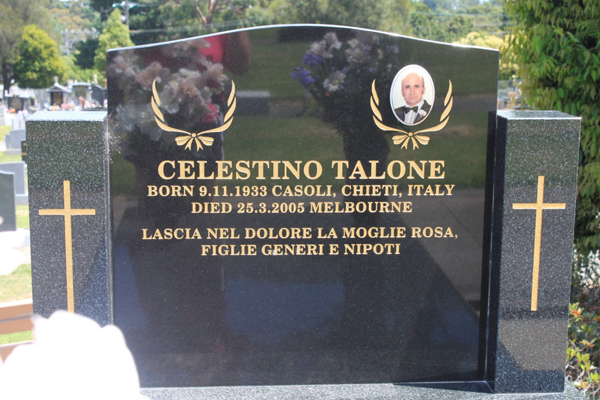 CELESTINO TALONE
BORN 9.11.1933 CASOLI, CHIETI, ITALY
DIED 25.3.2005 MELBOURNE
LASCIA NEL DOLORE LA MOGLIE ROSA,
FIGLIE GENERI E NIPOTI